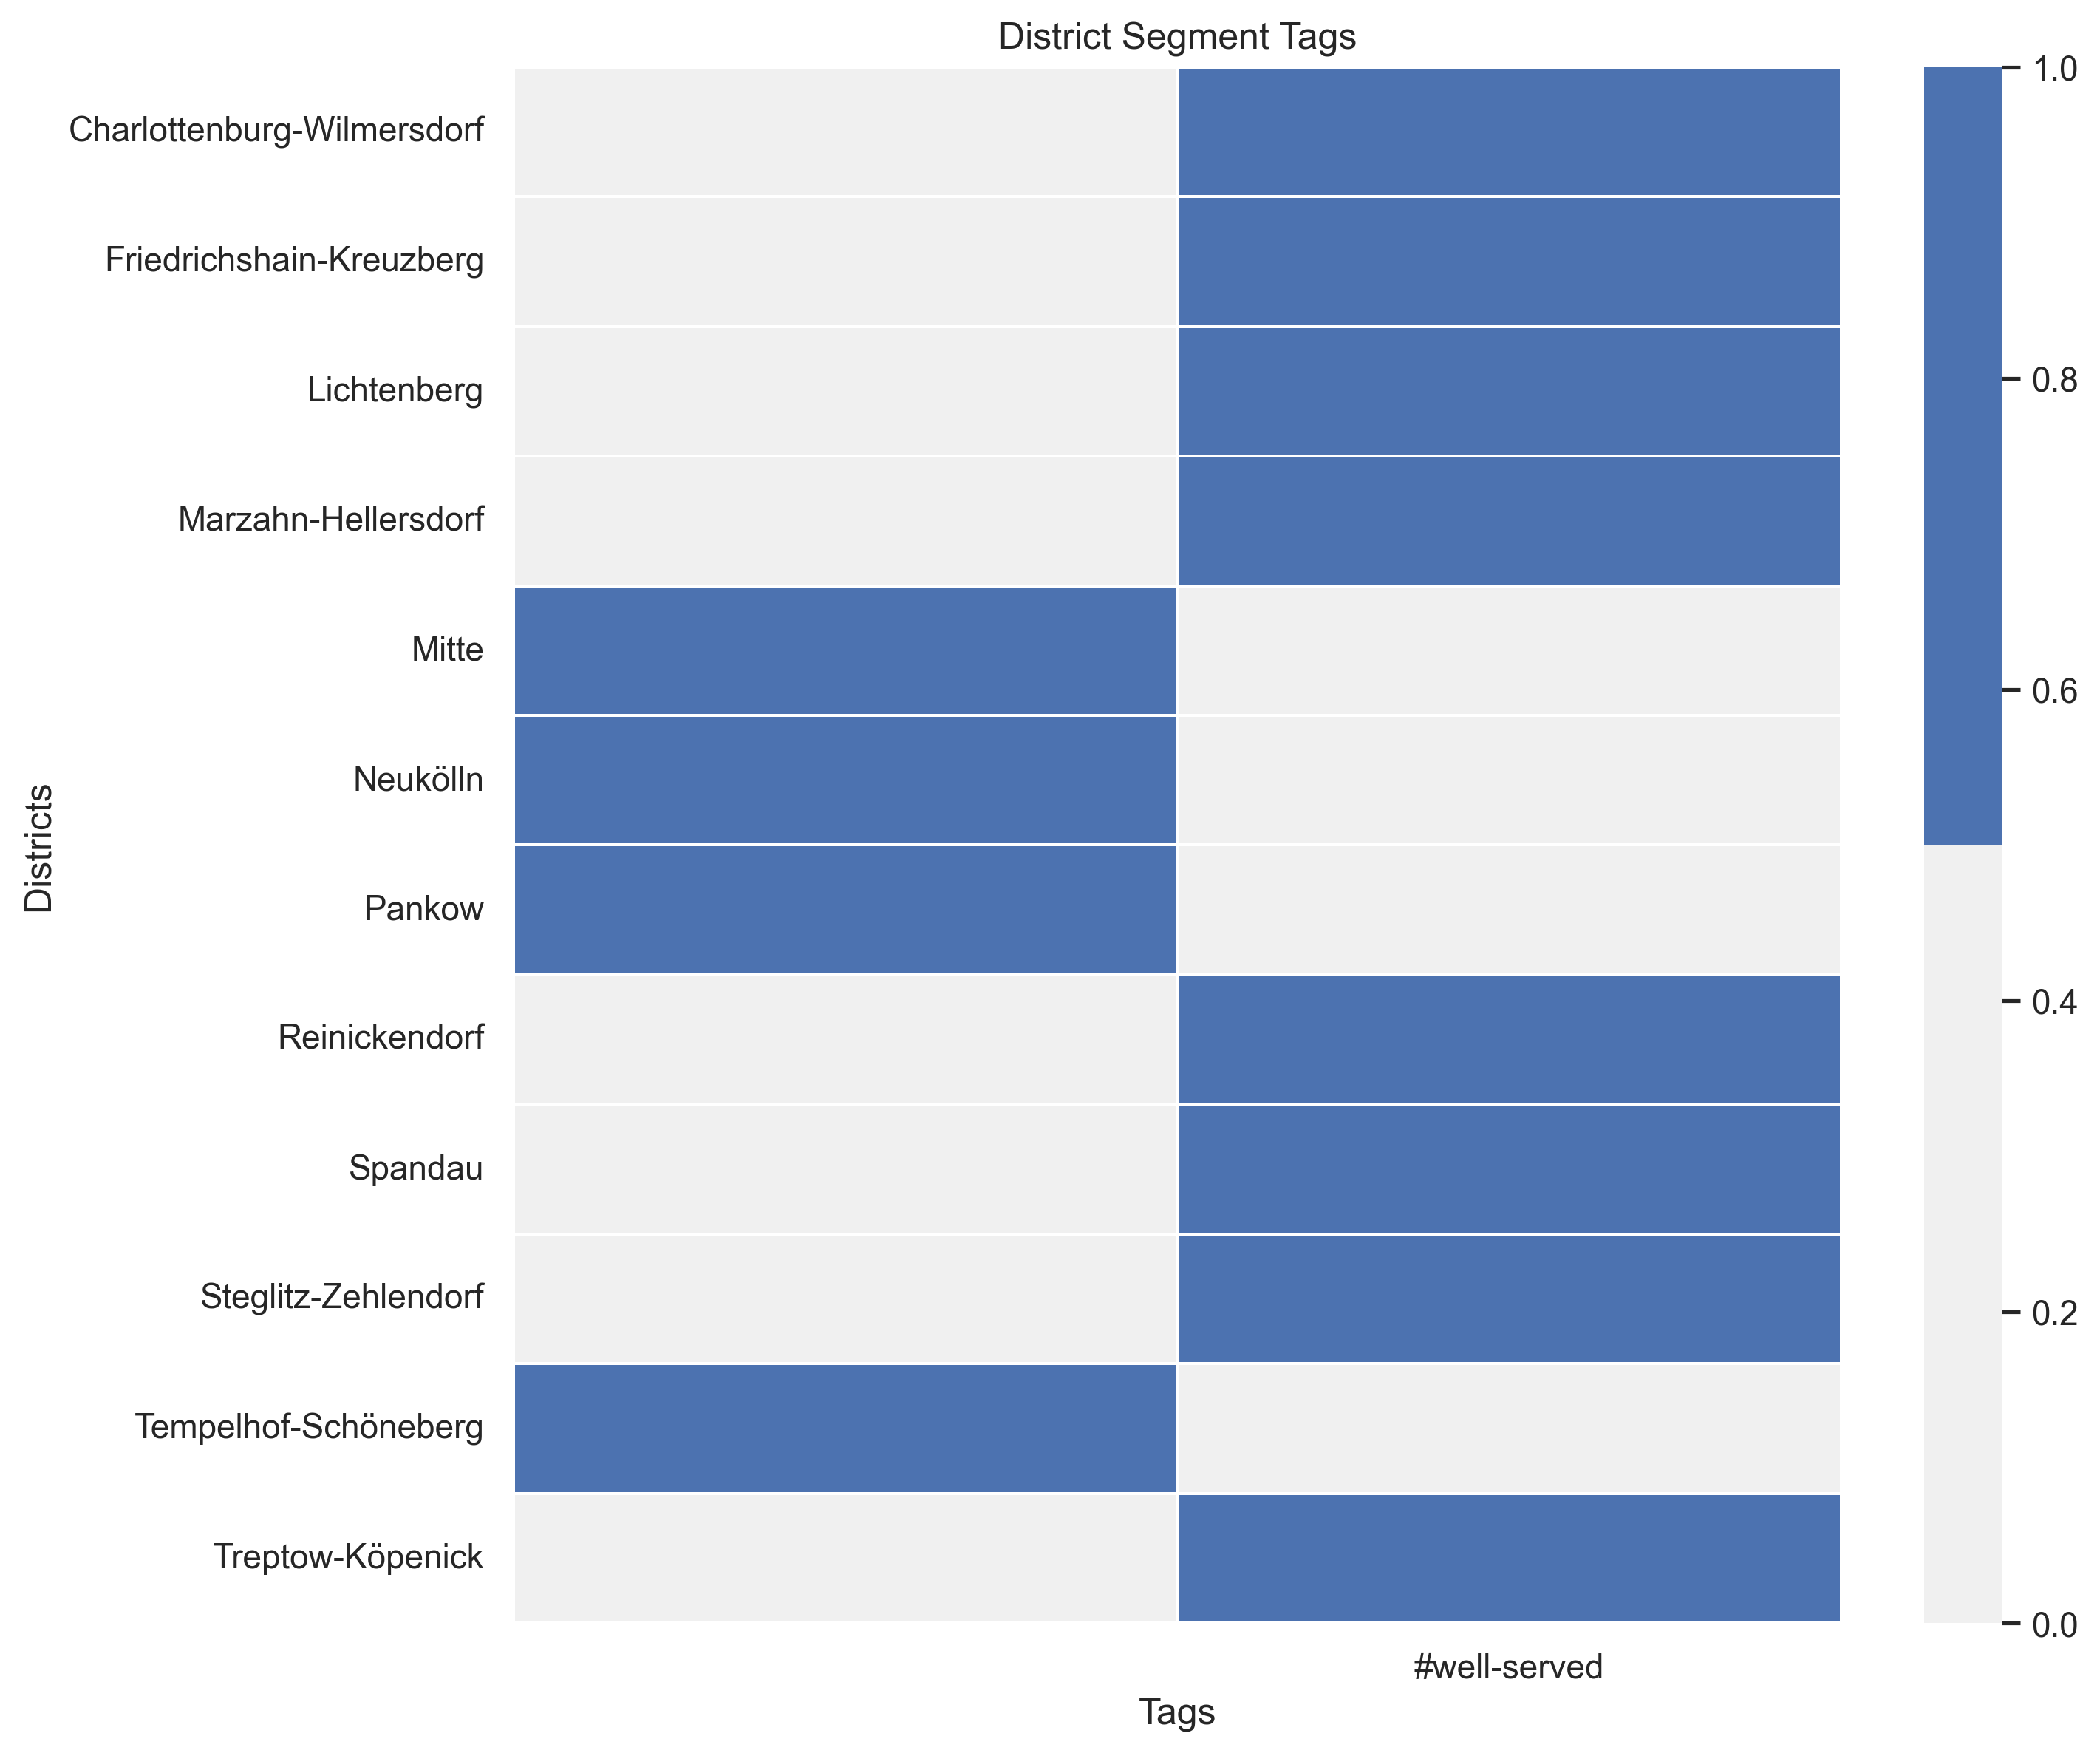 District Segment Tags
Charlottenburg-Wilmersdorf
Friedrichshain-Kreuzberg
Lichtenberg
Marzahn-Hellersdorf
Mitte
Neukölln
Pankow
Reinickendorf
Spandau
Steglitz-Zehlendorf
Tempelhof-Schöneberg
Treptow-Köpenick
Districts
#well-served
Tags
1.0
0.8
0.6
0.4
0.2
0.0